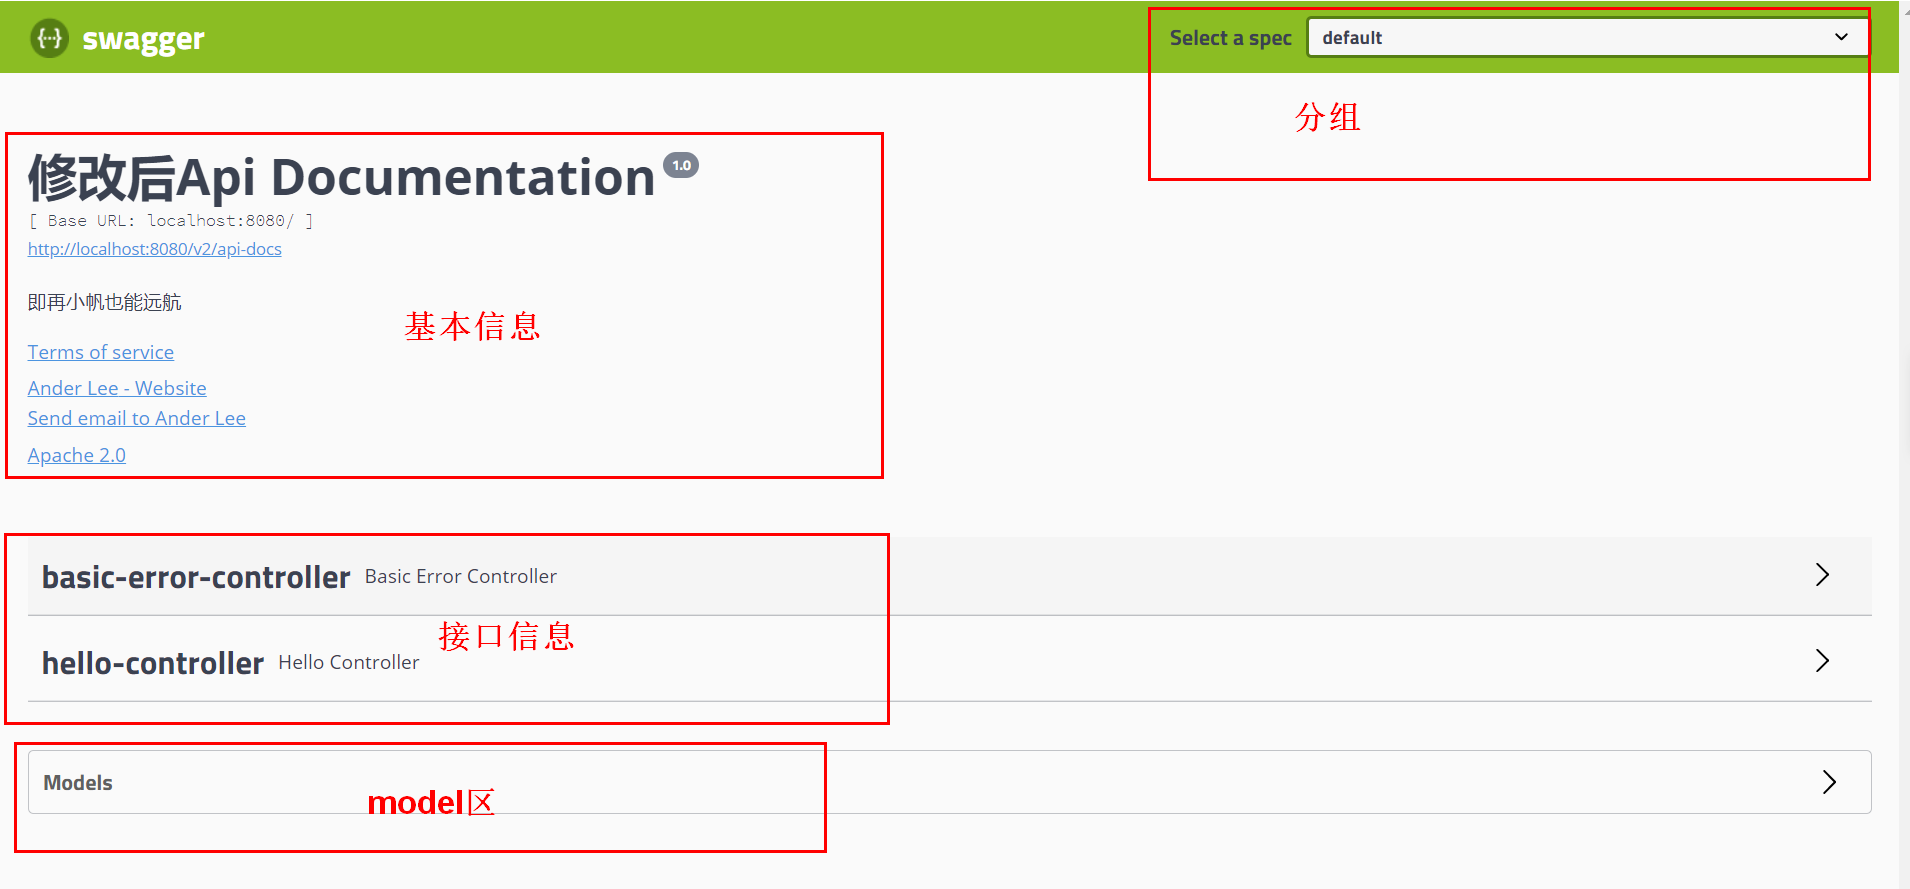 {...} swagger
Select a spec default
分组
修改后Api Documentation 1.0
[ Base URL: localhost:8080/ ]
http://localhost:8080/v2/api-docs
即再小帆也能远航
基本信息
Terms of service
Ander Lee - Website
Send email to Ander Lee
Apache 2.0
basic-error-controller Basic Error Controller
接口信息
hello-controller Hello Controller
Models
model区